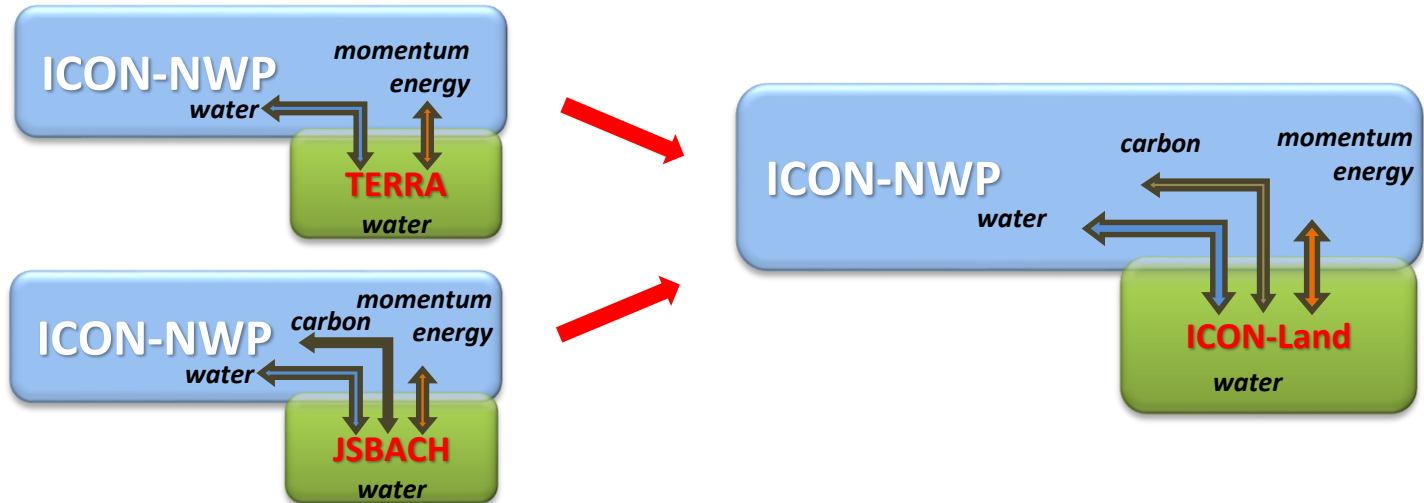 momentum
ICON-NWP
energy
water
TERRA
water
momentum
carbon
energy
ICON-NWP
water
JSBACH
water
carbon
momentum
energy
ICON-NWP
water
ICON-Land
water